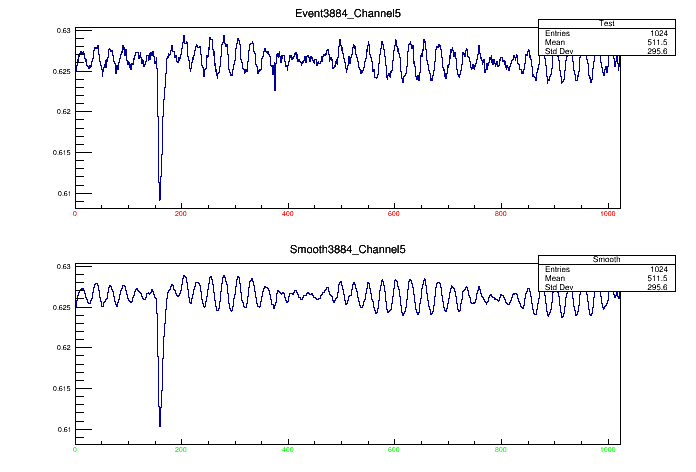 Event3884_Channel5
Test
Entries 1024
Mean 511.5
Std Dev 295.6
0.63
0.625
0.62
0.615
0.61
0 200 400 600 800 1000
Smooth3884_Channel5
Smooth
Entries 1024
Mean 511.5
Std Dev 295.6
0.63
0.625
0.62
0.615
0.61
0 200 400 600 800 1000